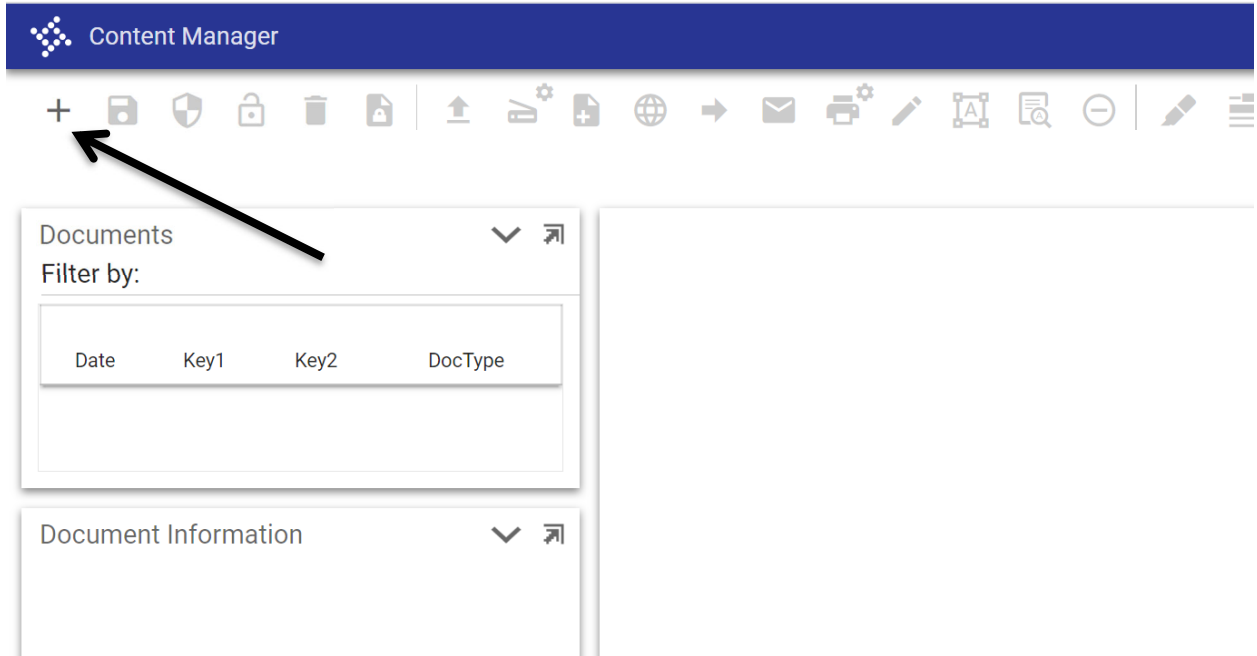 Content Manager
Documents
Filter by:
Date Key1 Key2 DocType
Document Information